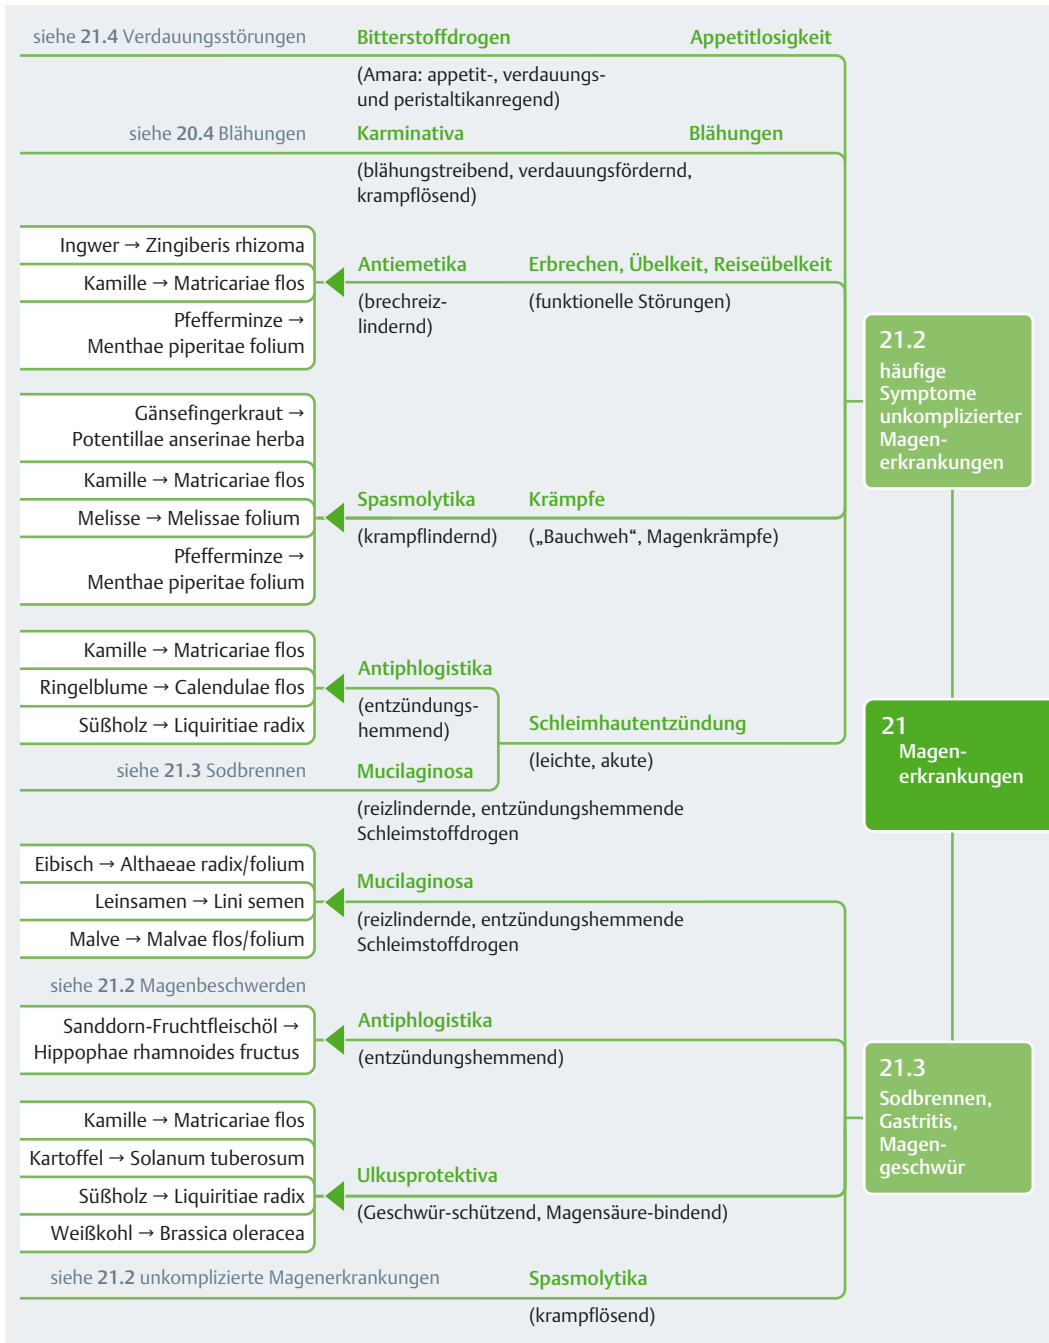 siehe 21.4 Verdauungsstörungen
Bitterstoffdrogen
Appetitlosigkeit
(Amara: appetit-, verdauungs-
und peristaltikanregend)
siehe 20.4 Blähungen
Karminativa
Blähungen
(blähungstreibend, verdauungsfördernd,
krampflösend)
Ingwer → Zingiberis rhizoma
Kamille → Matricariae flos
Pfefferminze →
Menthae piperitae folium
Antiemetika
(brechreiz-
lindernd)
Erbrechen, Übelkeit, Reiseübelkeit
(funktionelle Störungen)
21.2
häufige
Symptome
unkomplizierter
Magen-
erkrankungen
Gänsefingerkraut →
Potentillae anserinae herba
Kamille → Matricariae flos
Melisse → Melissae folium
Pfefferminze →
Menthae piperitae folium
Spasmolytika
(krampflindernd)
Krämpfe
(„Bauchweh“, Magenkrämpfe)
Kamille → Matricariae flos
Ringelblume → Calendulae flos
Süßholz → Liquiritiae radix
Antiphlogistika
(entzündungs-
hemmend)
Schleimhautentzündung
(leichte, akute)
siehe 21.3 Sodbrennen
Mucilaginosa
(reizlindernde, entzündungshemmende
Schleimstoffdrogen
21
Magen-
erkrankungen
Eibisch → Althaeae radix/folium
Leinsamen → Lini semen
Malve → Malvae flos/folium
Mucilaginosa
(reizlindernde, entzündungshemmende
Schleimstoffdrogen
siehe 21.2 Magenbeschwerden
Sanddorn-Fruchtfleischöl →
Hippophae rhamnoides fructus
Antiphlogistika
(entzündungshemmend)
21.3
Sodbrennen,
Gastritis,
Magen-
geschwür
Kamille → Matricariae flos
Kartoffel → Solanum tuberosum
Süßholz → Liquiritiae radix
Weißkohl → Brassica oleracea
Ulkusprotektiva
(Geschwür-schützend, Magensäure-bindend)
siehe 21.2 unkomplizierte Magenerkrankungen
Spasmolytika
(krampflösend)